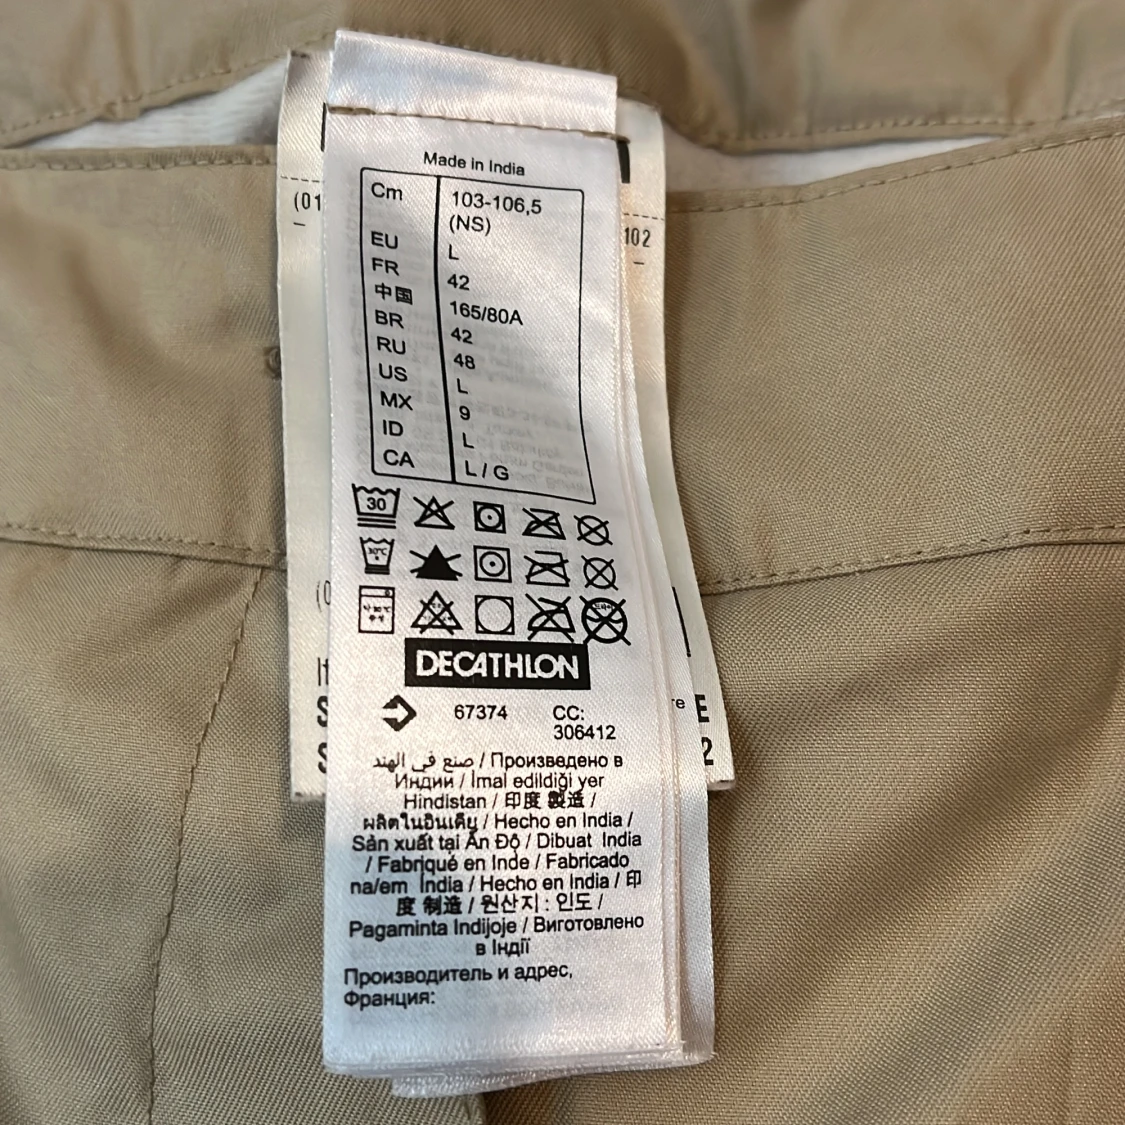 Made in India
Cm 103-106,5
(NS)
EU L
FR 42
中国 165/80A
BR 42
RU 48
US L
MX 9
ID L
CA L / G
(01
102
30
30°C
DECATHLON
67374 CC:
306412
صنع في الهند / Произведено в
Индии / İmal edildiği yer
Hindistan / 印度 製造 /
ผลิตในอินเดีย / Hecho en India /
Sản xuất tại Ấn Độ / Dibuat India
/ Fabriqué en Inde / Fabricado
na/em India / Hecho en India / 印
度 制造 / 원산지 : 인도 /
Pagaminta Indijoje / Виготовлено
в Індії
Производитель и адрес,
Франция: